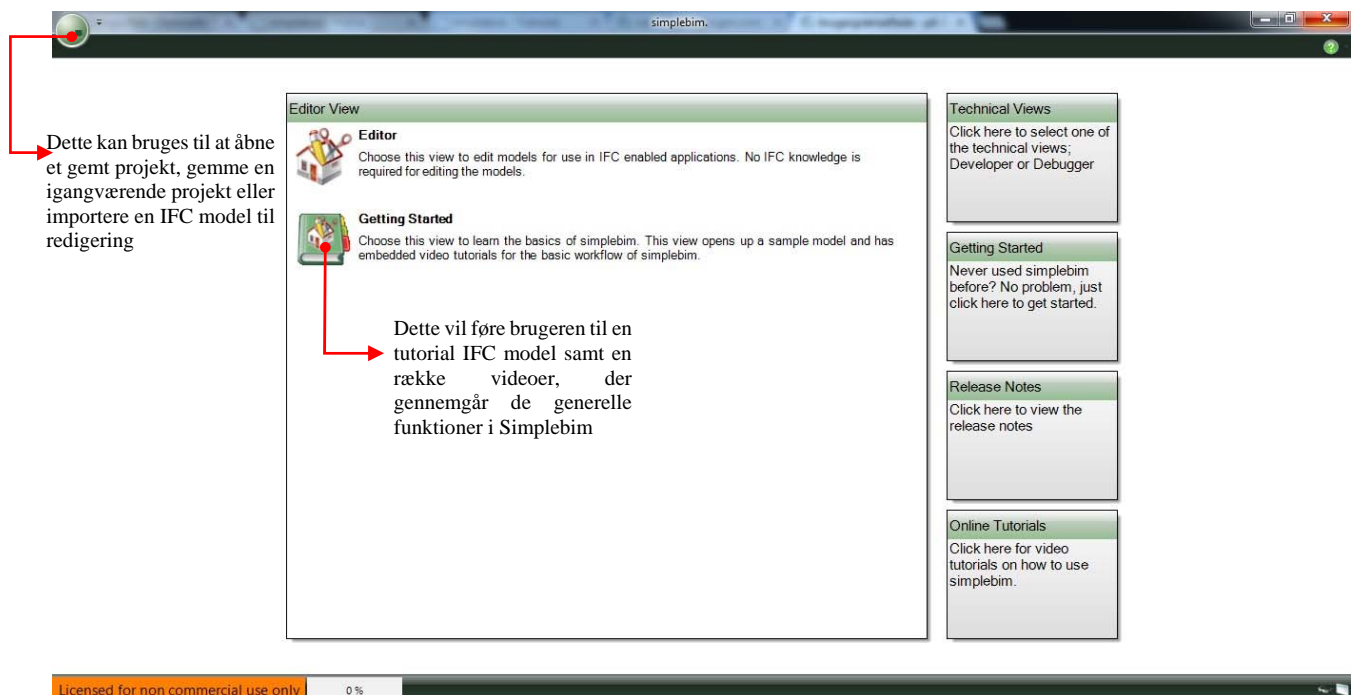 simplebim.
Dette kan bruges til at åbne
et gemt projekt, gemme en
igangværende projekt eller
importere en IFC model til
redigering
Editor View
Editor
Choose this view to edit models for use in IFC enabled applications. No IFC knowledge is
required for editing the models.
Getting Started
Choose this view to learn the basics of simplebim. This view opens up a sample model and has
embedded video tutorials for the basic workflow of simplebim.
Dette vil føre brugeren til en
tutorial IFC model samt en
række videoer, der
gennemgår de generelle
funktioner i Simplebim
Technical Views
Click here to select one of
the technical views;
Developer or Debugger
Getting Started
Never used simplebim
before? No problem, just
click here to get started.
Release Notes
Click here to view the
release notes
Online Tutorials
Click here for video
tutorials on how to use
simplebim.
Licensed for non commercial use only
0 %